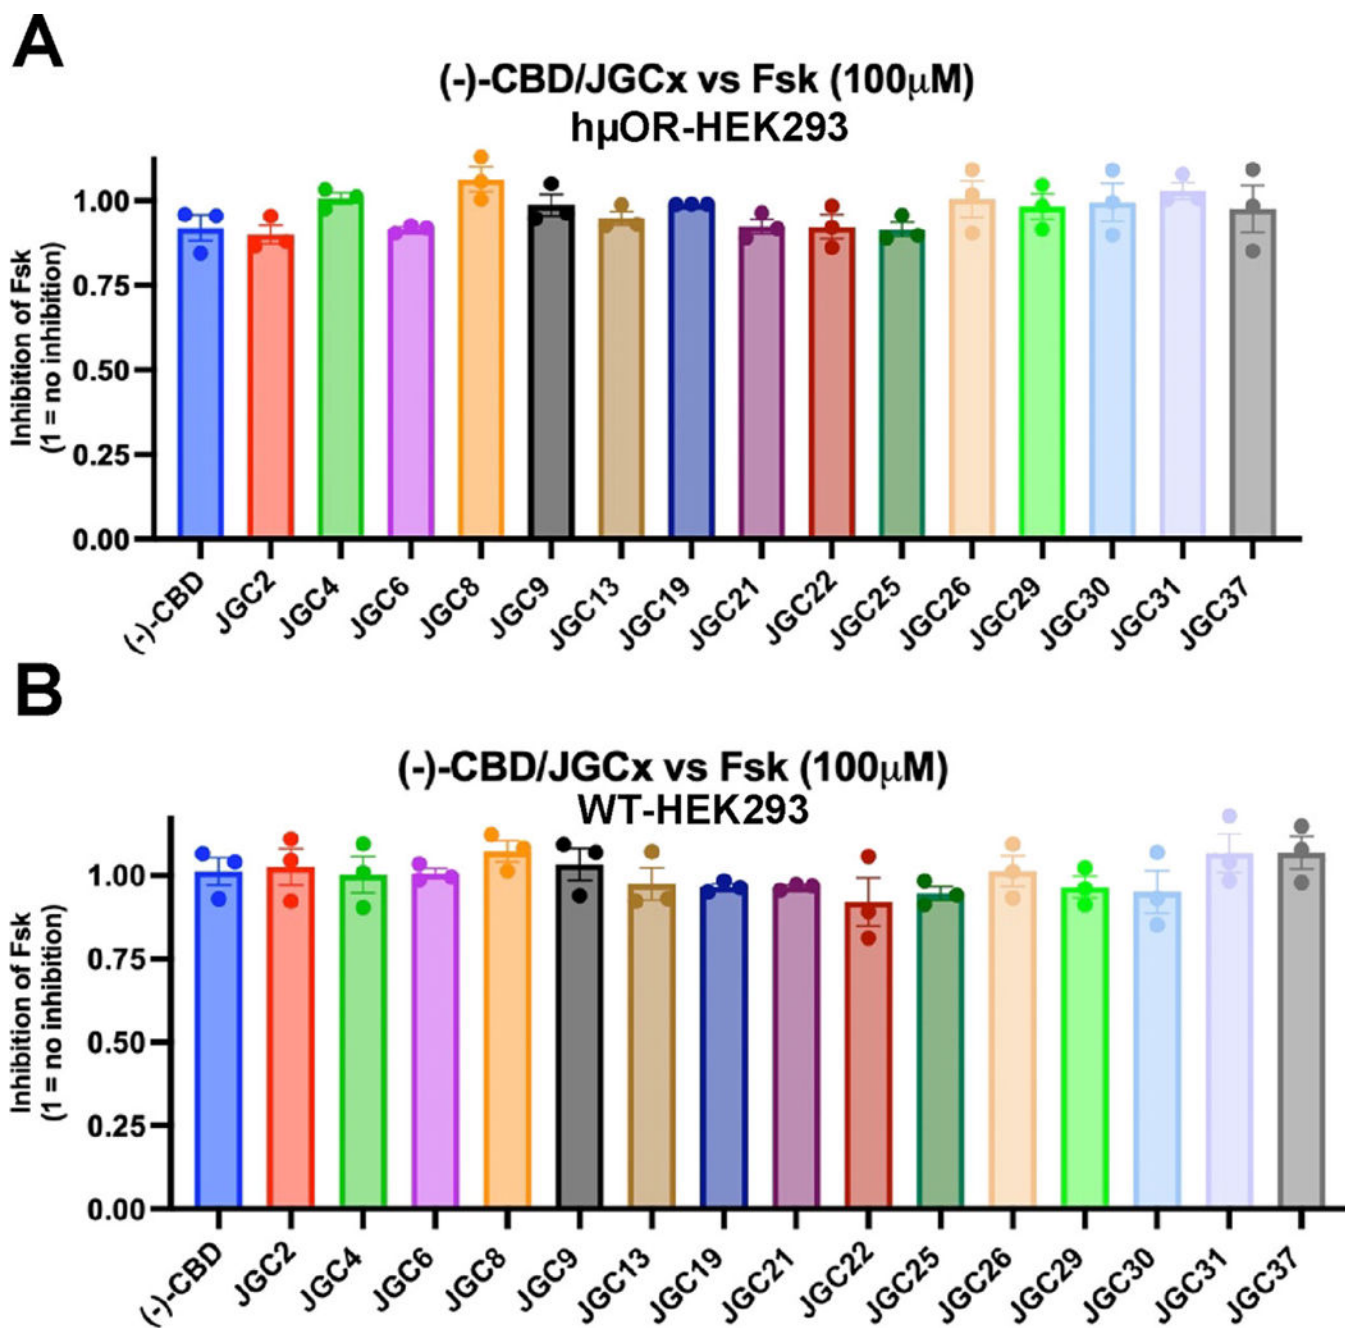 A
(-)-CBD/JGCx vs Fsk (100μM)
hμOR-HEK293
Inhibition of Fsk
(1 = no inhibition)
1.00
0.75
0.50
0.25
0.00
(-)-CBD
JGC2
JGC4
JGC6
JGC8
JGC9
JGC13
JGC19
JGC21
JGC22
JGC25
JGC26
JGC29
JGC30
JGC31
JGC37
B
(-)-CBD/JGCx vs Fsk (100μM)
WT-HEK293
Inhibition of Fsk
(1 = no inhibition)
1.00
0.75
0.50
0.25
0.00
(-)-CBD
JGC2
JGC4
JGC6
JGC8
JGC9
JGC13
JGC19
JGC21
JGC22
JGC25
JGC26
JGC29
JGC30
JGC31
JGC37